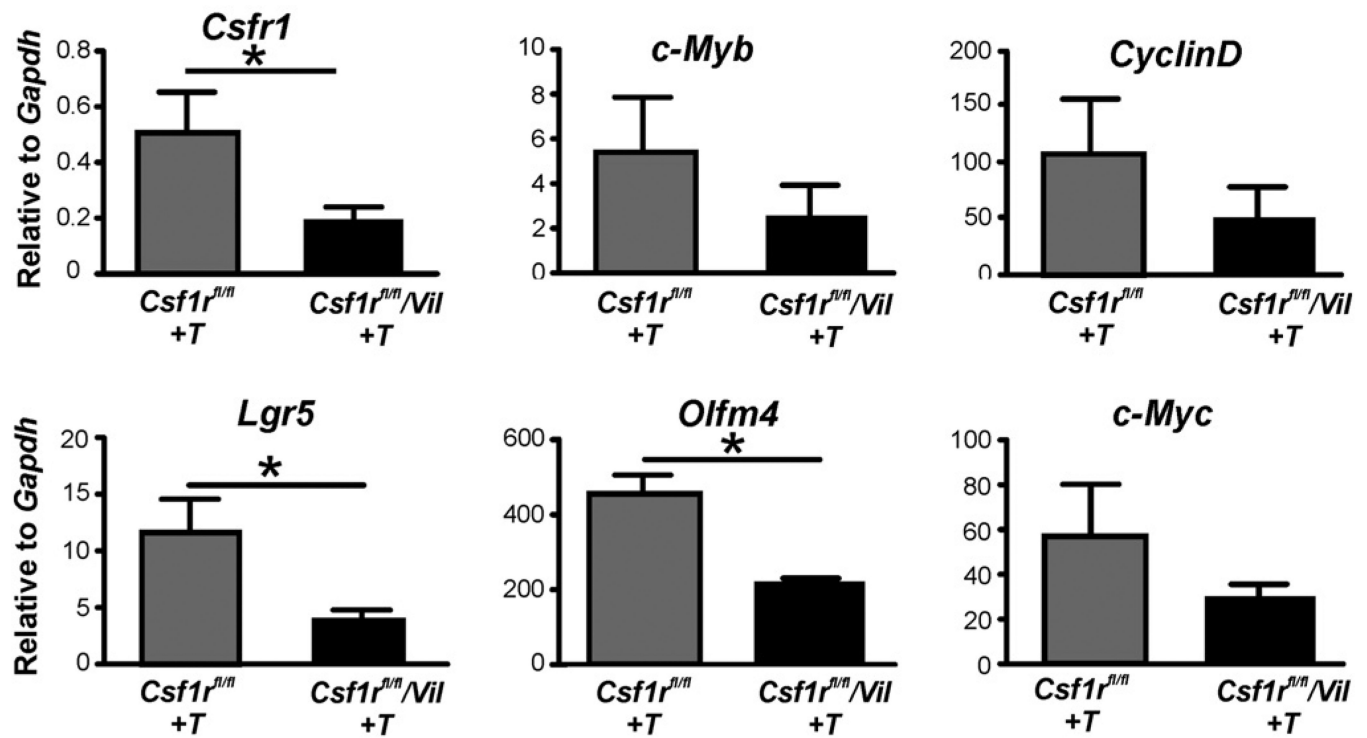 Csfr1
c-Myb
CyclinD
Relative to Gapdh
0.8
0.6
0.4
0.2
0
10
8
6
4
2
0
200
150
100
50
0
*
Csf1r^fl/fl
+T
Csf1r^fl/fl/Vil
+T
Csf1r^fl/fl
+T
Csf1r^fl/fl/Vil
+T
Csf1r^fl/fl
+T
Csf1r^fl/fl/Vil
+T
Lgr5
Olfm4
c-Myc
Relative to Gapdh
20
15
10
5
0
600
400
200
0
100
80
60
40
20
0
*
*
Csf1r^fl/fl
+T
Csf1r^fl/fl/Vil
+T
Csf1r^fl/fl
+T
Csf1r^fl/fl/Vil
+T
Csf1r^fl/fl
+T
Csf1r^fl/fl/Vil
+T